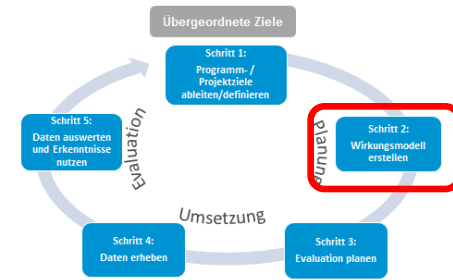 Übergeordnete Ziele
Schritt 1:
Programm- /
Projektziele
ableiten/definieren
Schritt 2:
Wirkungsmodell
erstellen
Planung
Schritt 3:
Evaluation planen
Umsetzung
Schritt 4:
Daten erheben
Schritt 5:
Daten auswerten
und Erkenntnisse
nutzen
Evaluation